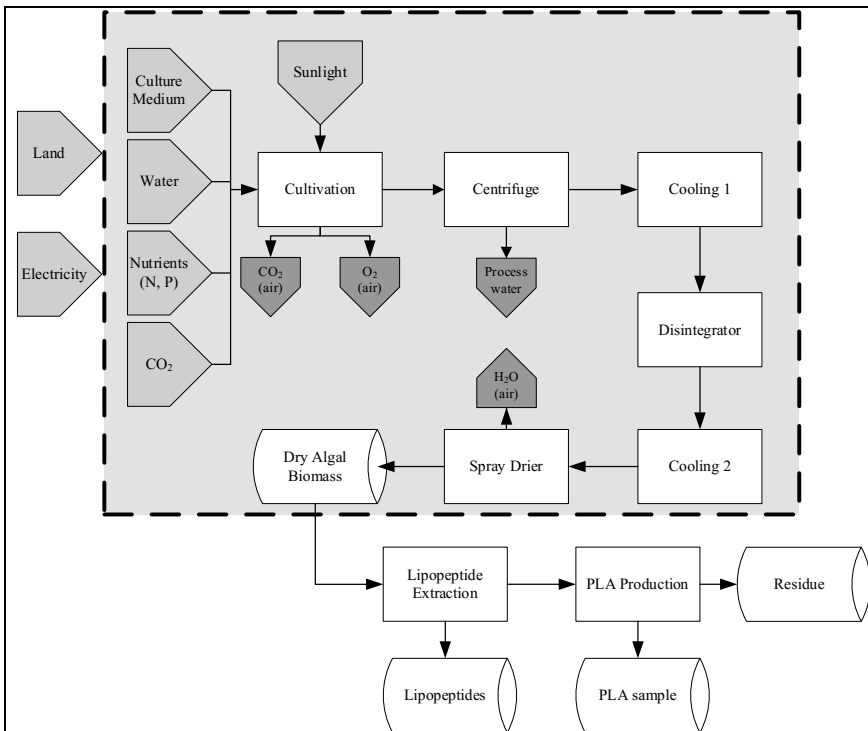 Sunlight
Culture
Medium
Land
Water
Cultivation
Centrifuge
Cooling 1
Electricity
Nutrients
(N, P)
CO₂
(air)
O₂
(air)
Process
water
Disintegrator
CO₂
H₂O
(air)
Dry Algal
Biomass
Spray Drier
Cooling 2
Lipopeptide
Extraction
PLA Production
Residue
Lipopeptides
PLA sample